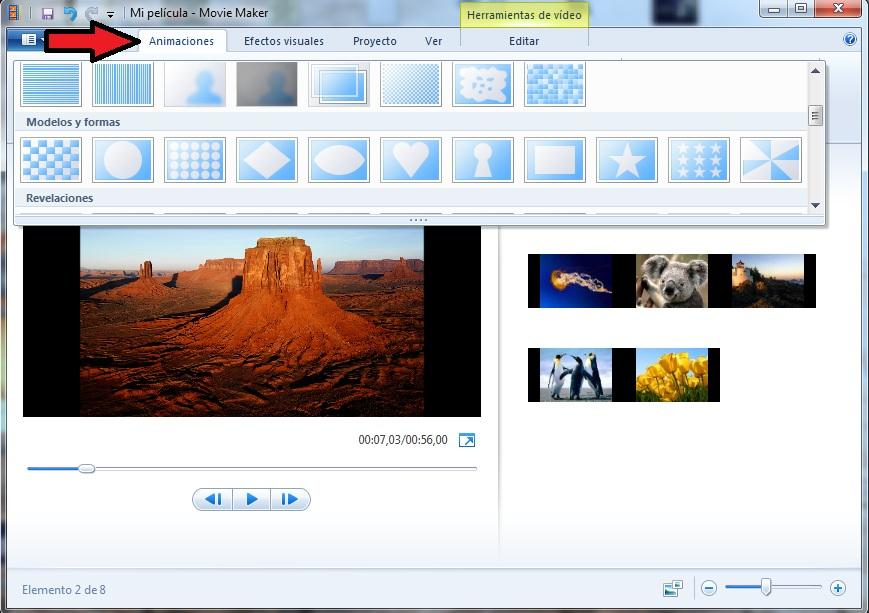 Mi película - Movie Maker
Herramientas de vídeo
Animaciones
Efectos visuales
Proyecto
Ver
Editar
Modelos y formas
Revelaciones
00:07,03/00:56,00
Elemento 2 de 8